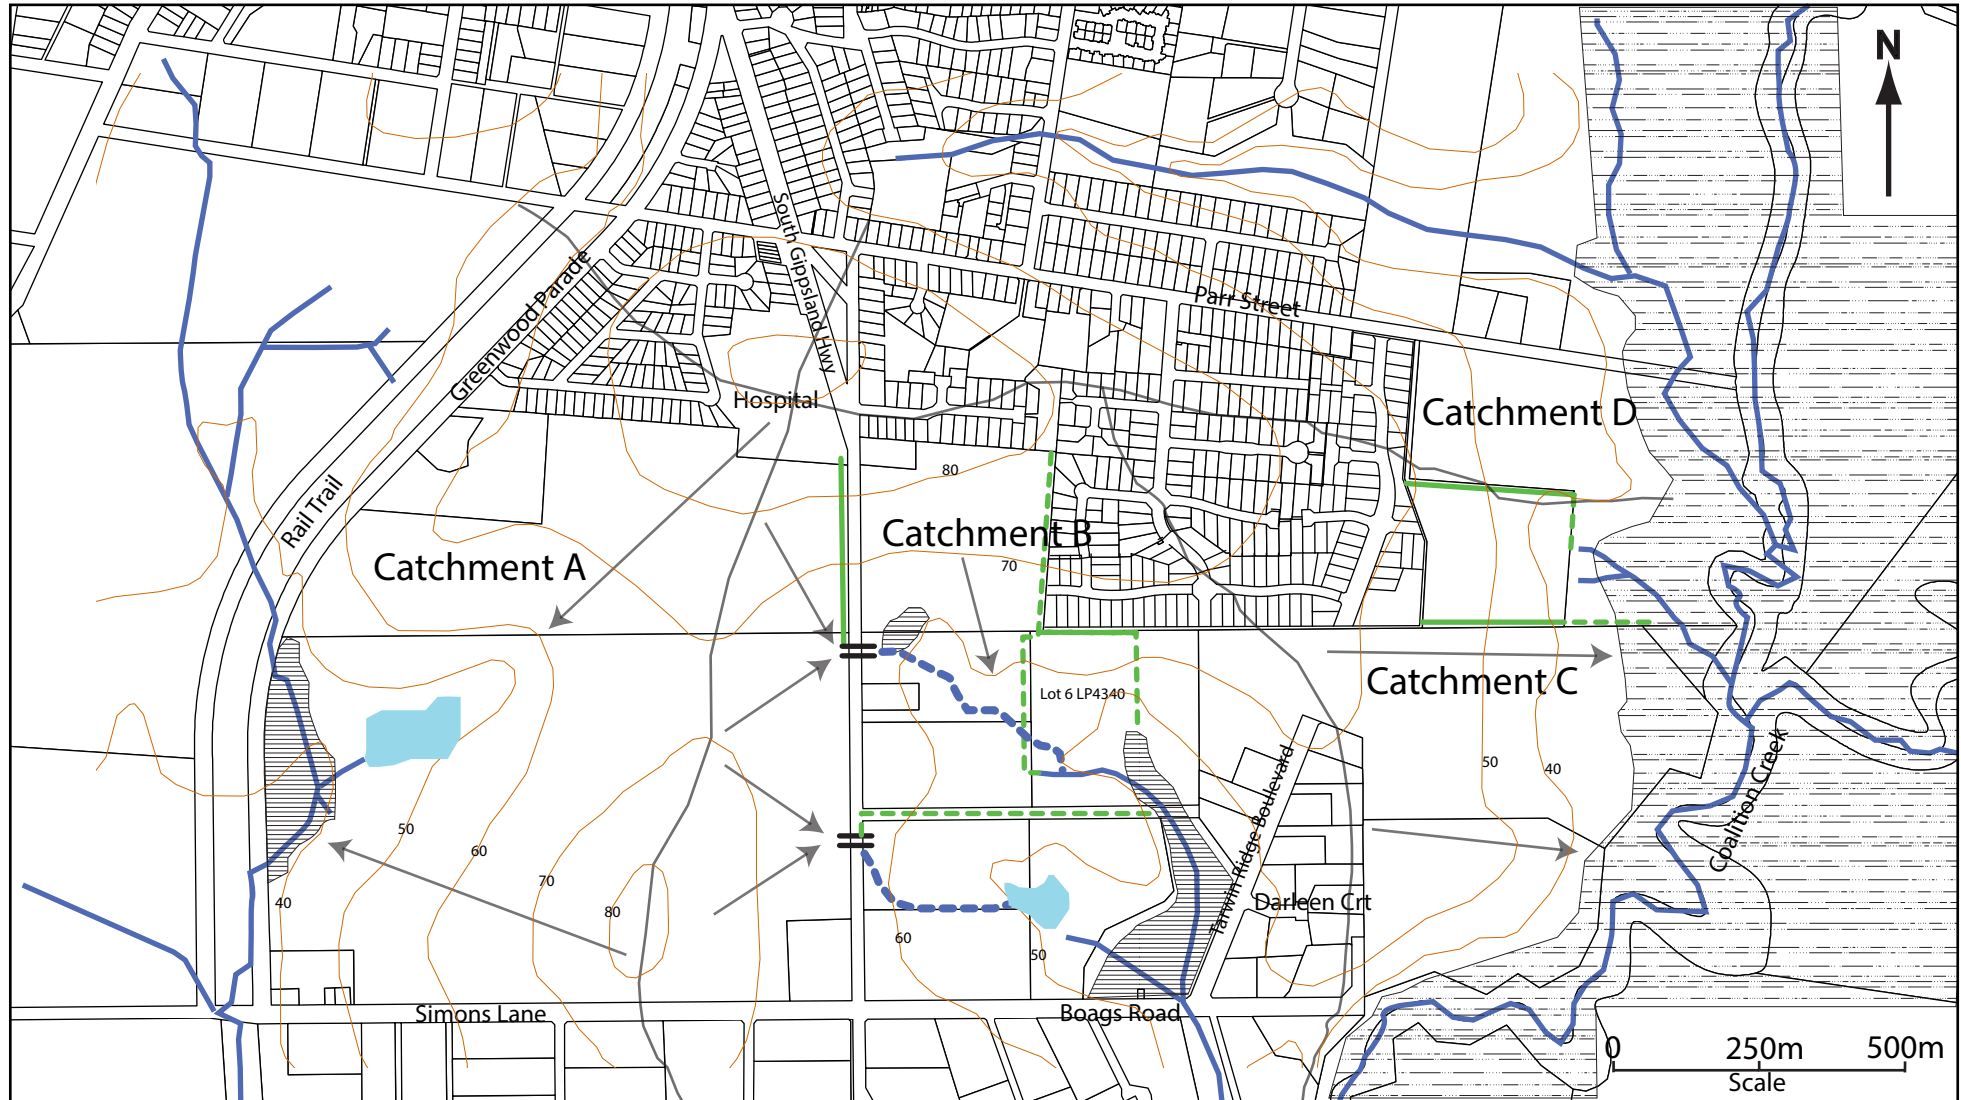 N
South Gippsland Hwy
Greenwood Parade
Parr Street
Hospital
Catchment D
80
Rail Trail
Catchment B
Catchment A
70
Catchment C
Lot 6 LP4340
50
40
Coalition Creek
50
60
70
80
40
Tarwin Ridge Boulevard
Darleen Crt
60
50
Simons Lane
Boags Road
0 250m 500m
Scale